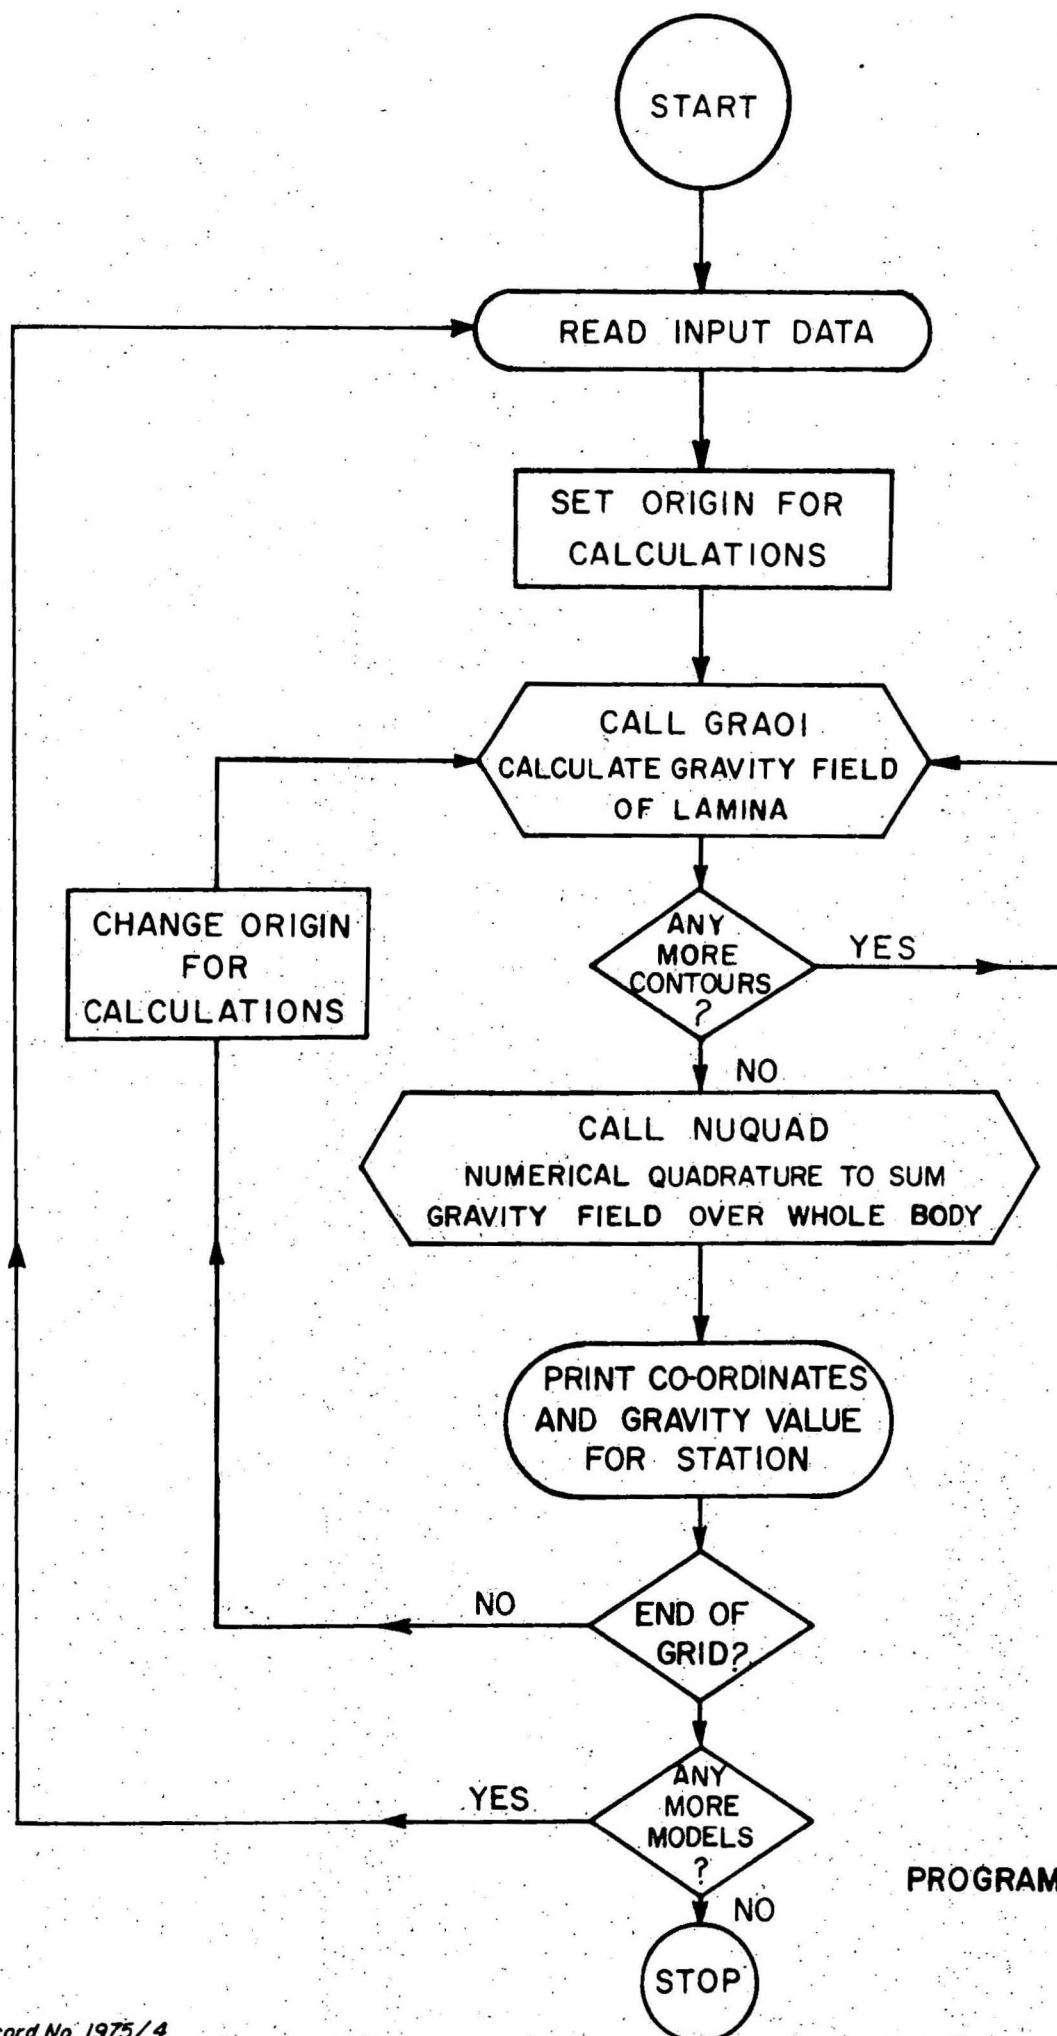 START
READ INPUT DATA
SET ORIGIN FOR
CALCULATIONS
CALL GRAO1
CALCULATE GRAVITY FIELD
OF LAMINA
CHANGE ORIGIN
FOR
CALCULATIONS
ANY
MORE
CONTOURS
?
YES
NO
CALL NUQUAD
NUMERICAL QUADRATURE TO SUM
GRAVITY FIELD OVER WHOLE BODY
PRINT CO-ORDINATES
AND GRAVITY VALUE
FOR STATION
NO
END OF
GRID?
YES
ANY
MORE
MODELS
?
PROGRAM
NO
STOP
cord No. 1975/4